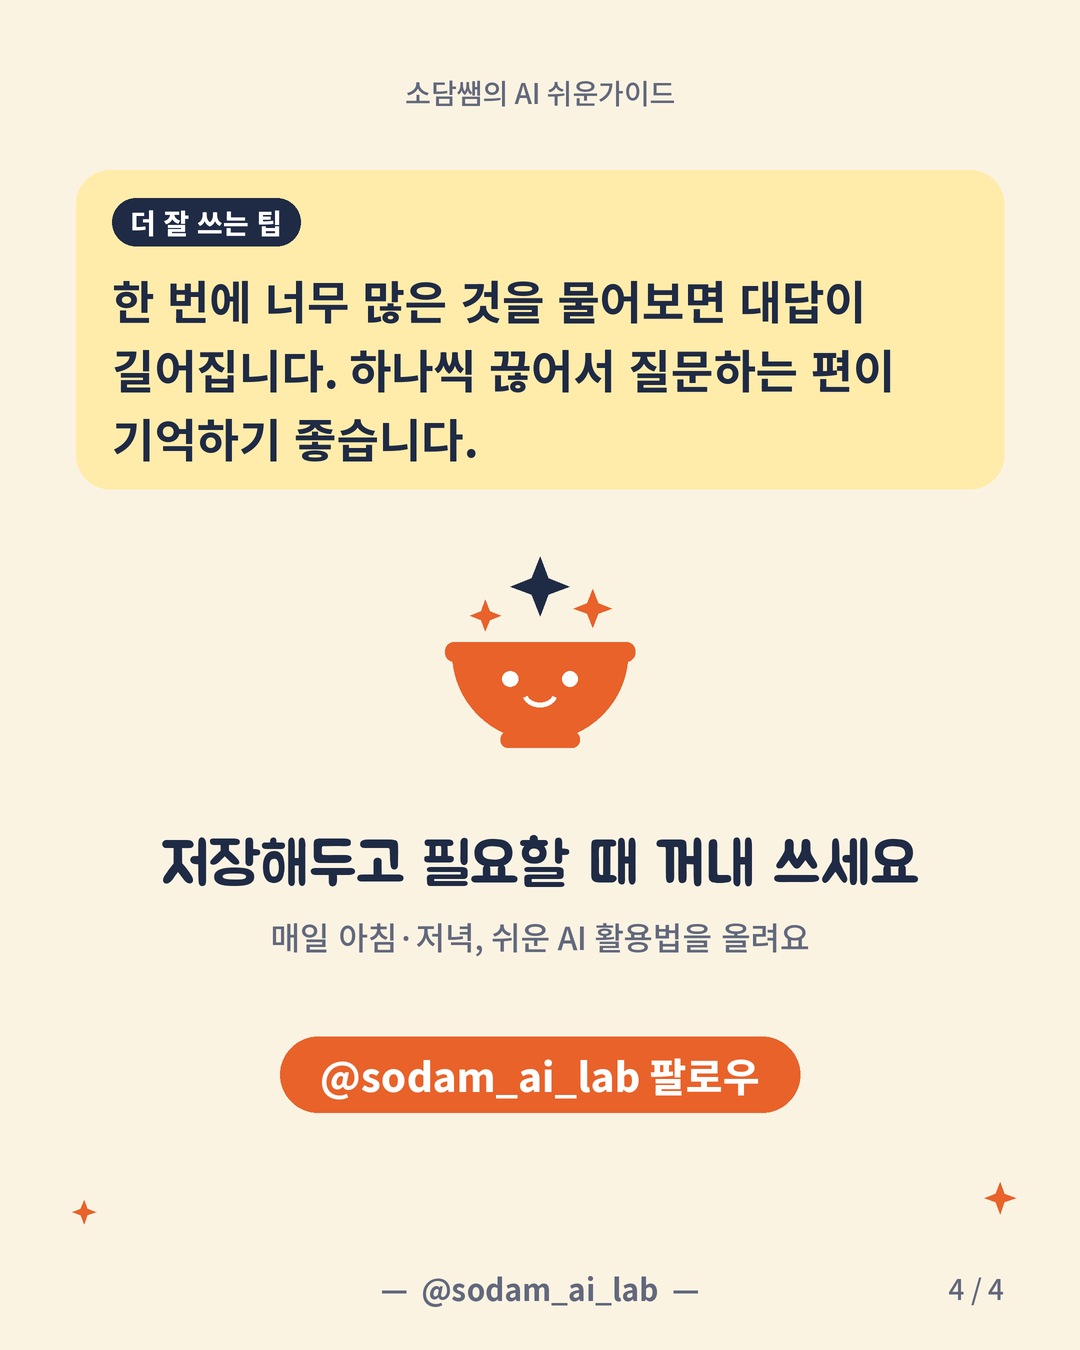 소담쌤의 AI 쉬운가이드
더 잘 쓰는 팁
한 번에 너무 많은 것을 물어보면 대답이
길어집니다. 하나씩 끊어서 질문하는 편이
기억하기 좋습니다.
저장해두고 필요할 때 꺼내 쓰세요
매일 아침·저녁, 쉬운 AI 활용법을 올려요
@sodam_ai_lab 팔로우
— @sodam_ai_lab —
4 / 4